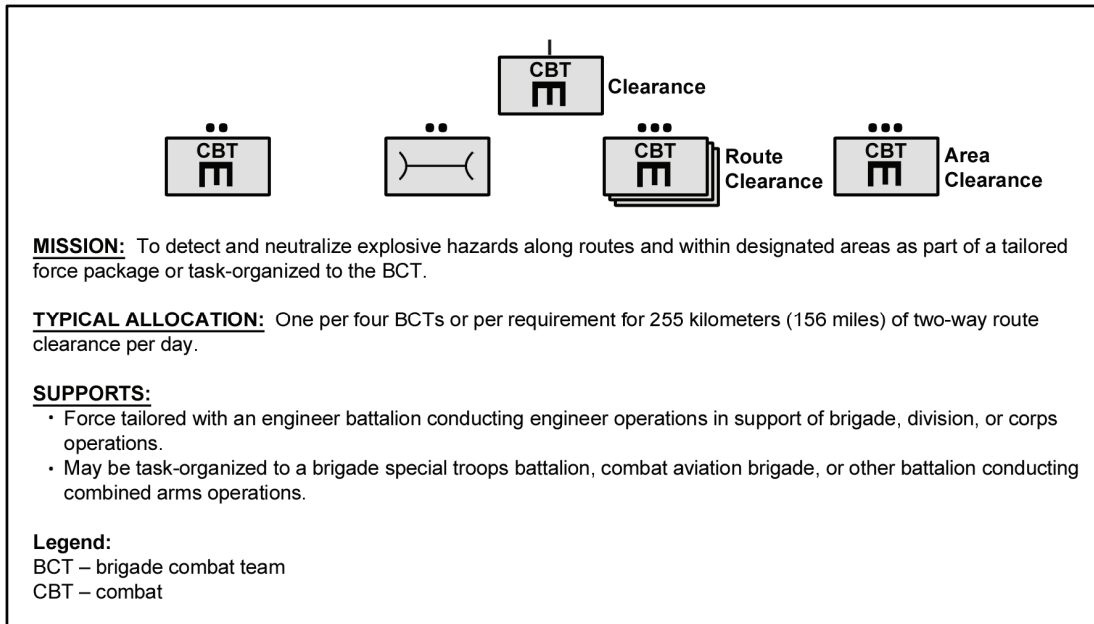 CBT
Clearance
CBT
CBT
Route
Clearance
CBT
Area
Clearance
MISSION: To detect and neutralize explosive hazards along routes and within designated areas as part of a tailored
force package or task-organized to the BCT.
TYPICAL ALLOCATION: One per four BCTs or per requirement for 255 kilometers (156 miles) of two-way route
clearance per day.
SUPPORTS:
• Force tailored with an engineer battalion conducting engineer operations in support of brigade, division, or corps
operations.
• May be task-organized to a brigade special troops battalion, combat aviation brigade, or other battalion conducting
combined arms operations.
Legend:
BCT – brigade combat team
CBT – combat